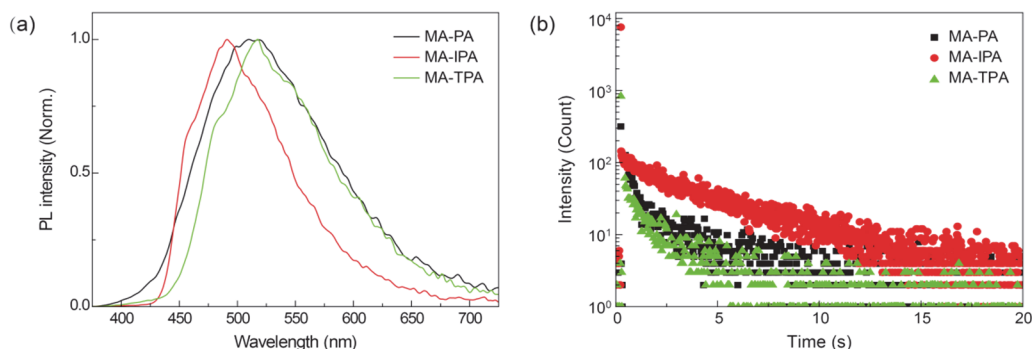 (a)
PL intensity (Norm.)
1.0
0.5
0.0
MA-PA
MA-IPA
MA-TPA
400 450 500 550 600 650 700
Wavelength (nm)
(b)
Intensity (Count)
10⁴
10³
10²
10¹
10⁰
MA-PA
MA-IPA
MA-TPA
0 5 10 15 20
Time (s)